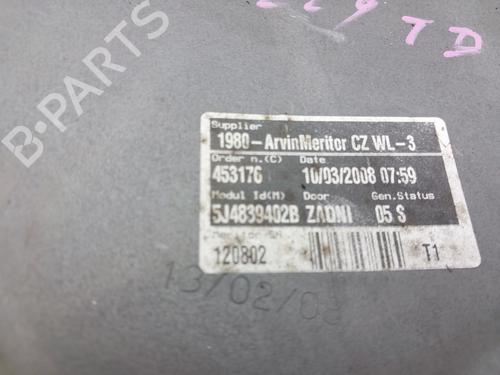 TD
Supplier
1980-ArvinMeritor CZ WL-3
Order n.(C) Date
453176 10/03/2008 07:59
Modul Id(M) Door Gen.Status
5J4839402B ZADNI 05 S
120802 T1
13/02/08
B-PARTS